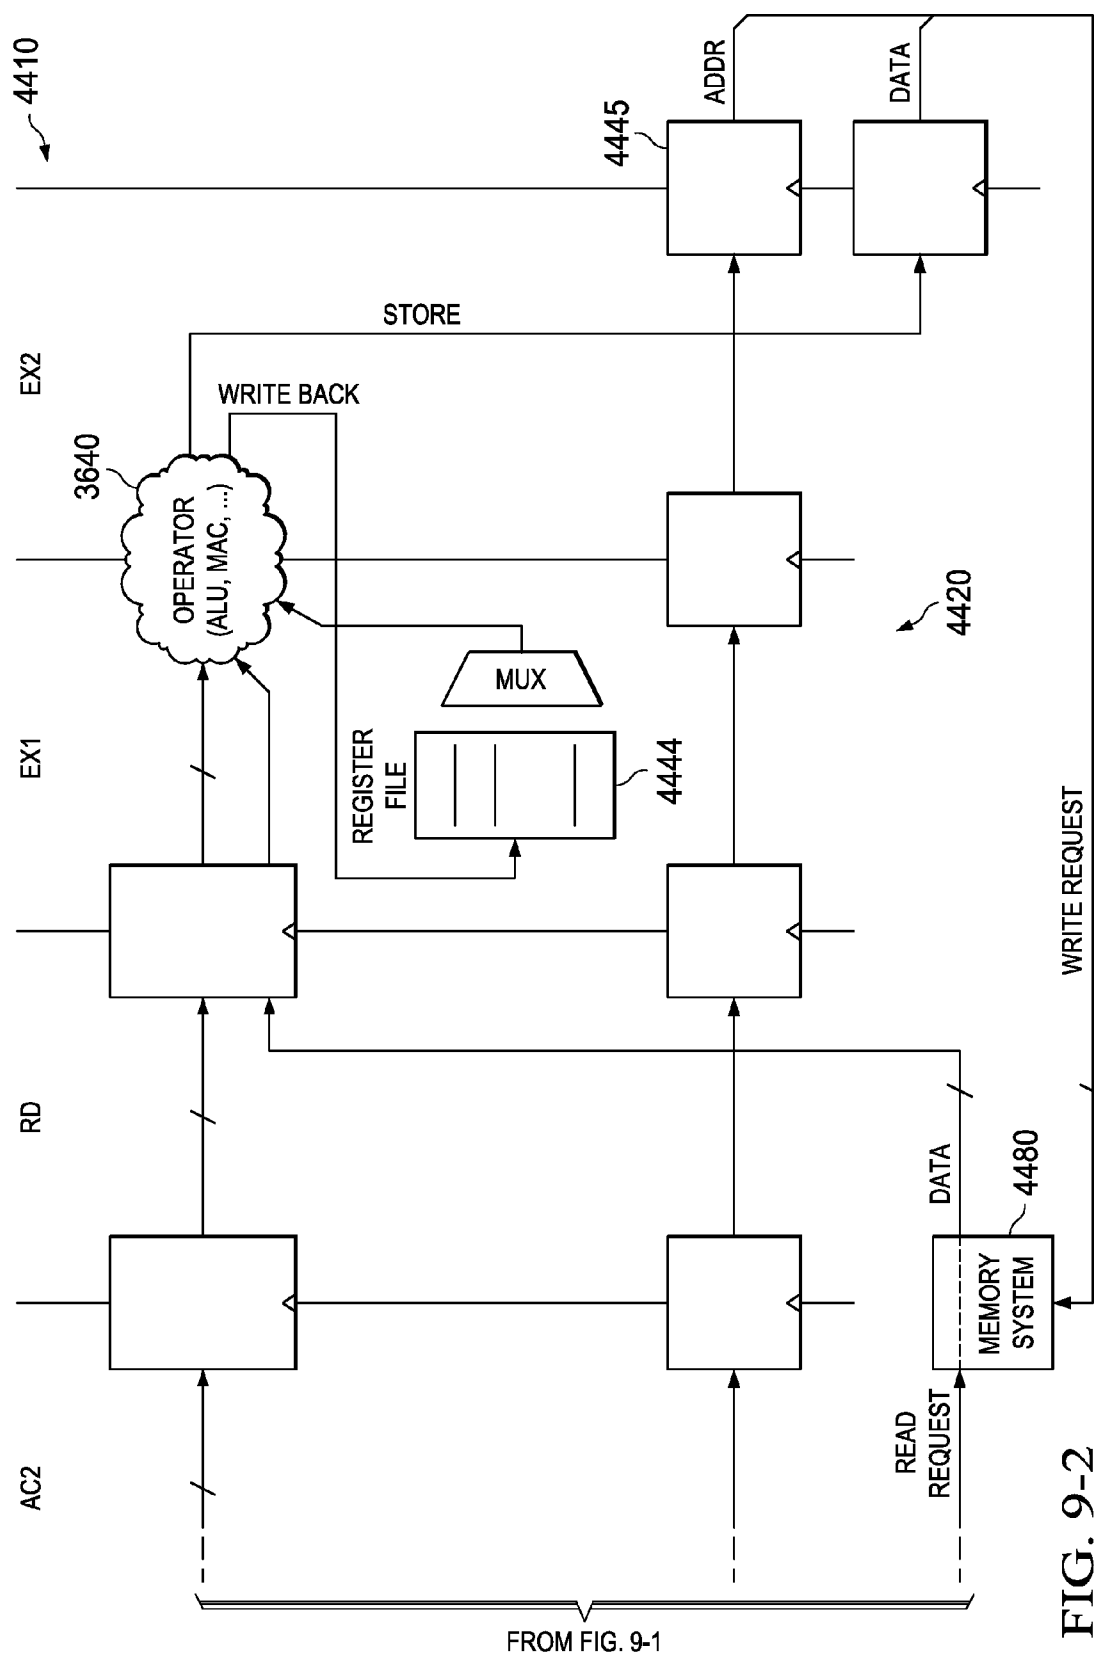 4410
AC2
RD
EX1
EX2
3640
OPERATOR
(ALU, MAC, ...)
WRITE BACK
STORE
REGISTER
FILE
MUX
4444
4445
ADDR
DATA
4420
READ
REQUEST
MEMORY
SYSTEM
4480
DATA
WRITE REQUEST
FROM FIG. 9-1
FIG. 9-2